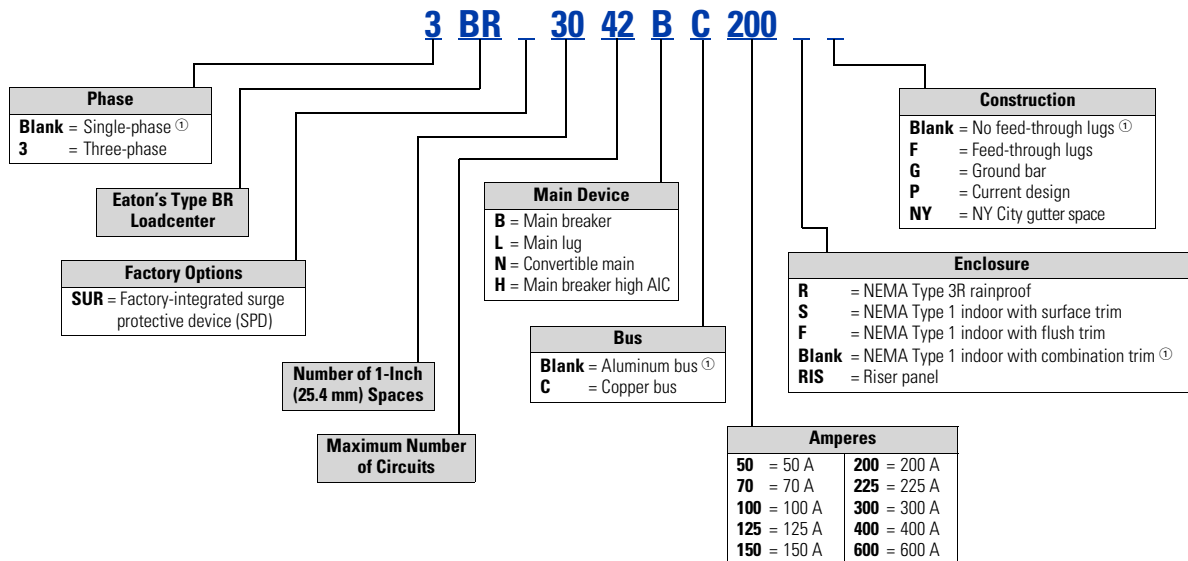 3 BR _ 30 42 B C 200 _ _
Phase
Blank = Single-phase ①
3 = Three-phase
Eaton's Type BR
Loadcenter
Factory Options
SUR = Factory-integrated surge
protective device (SPD)
Number of 1-Inch
(25.4 mm) Spaces
Maximum Number
of Circuits
Main Device
B = Main breaker
L = Main lug
N = Convertible main
H = Main breaker high AIC
Bus
Blank = Aluminum bus ①
C = Copper bus
Construction
Blank = No feed-through lugs ①
F = Feed-through lugs
G = Ground bar
P = Current design
NY = NY City gutter space
Enclosure
R = NEMA Type 3R rainproof
S = NEMA Type 1 indoor with surface trim
F = NEMA Type 1 indoor with flush trim
Blank = NEMA Type 1 indoor with combination trim ①
RIS = Riser panel
Amperes
50 = 50 A 200 = 200 A
70 = 70 A 225 = 225 A
100 = 100 A 300 = 300 A
125 = 125 A 400 = 400 A
150 = 150 A 600 = 600 A